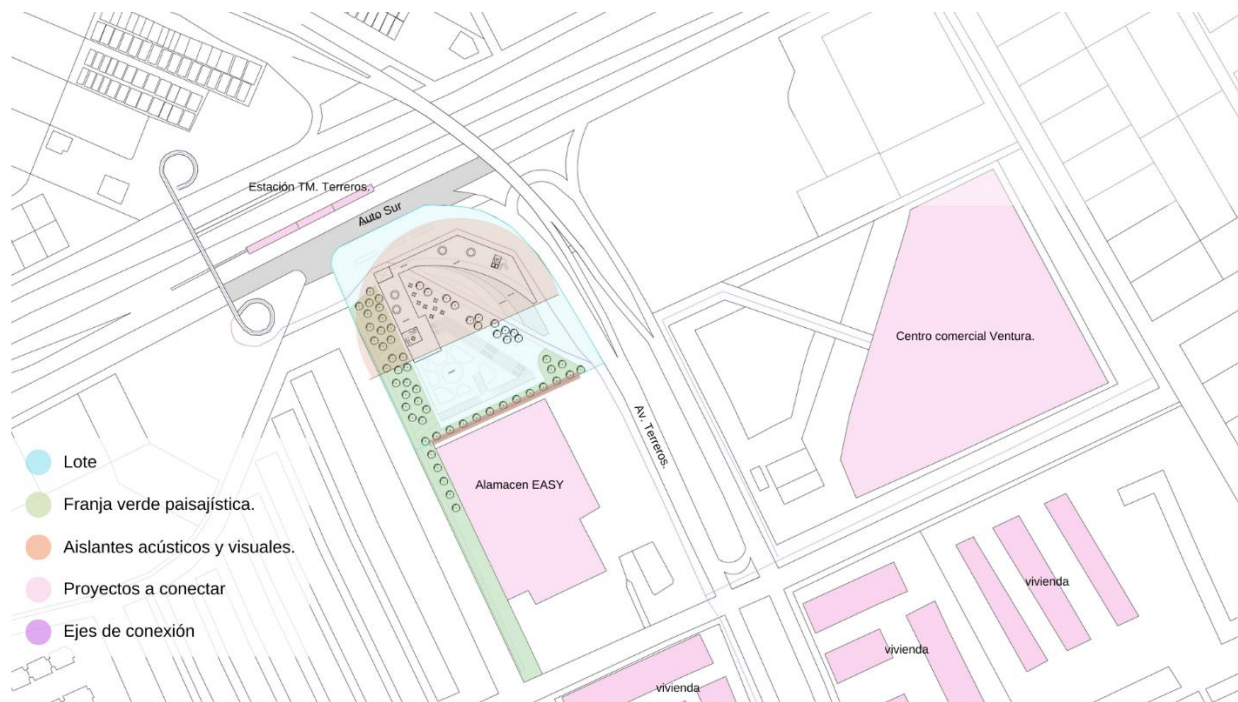 Estación TM. Terreros.
Auto Sur
Centro comercial Ventura.
Av. Terreros.
Alamacen EASY
Lote
Franja verde paisajística.
Aislantes acústicos y visuales.
Proyectos a conectar
Ejes de conexión
vivienda
vivienda
vivienda